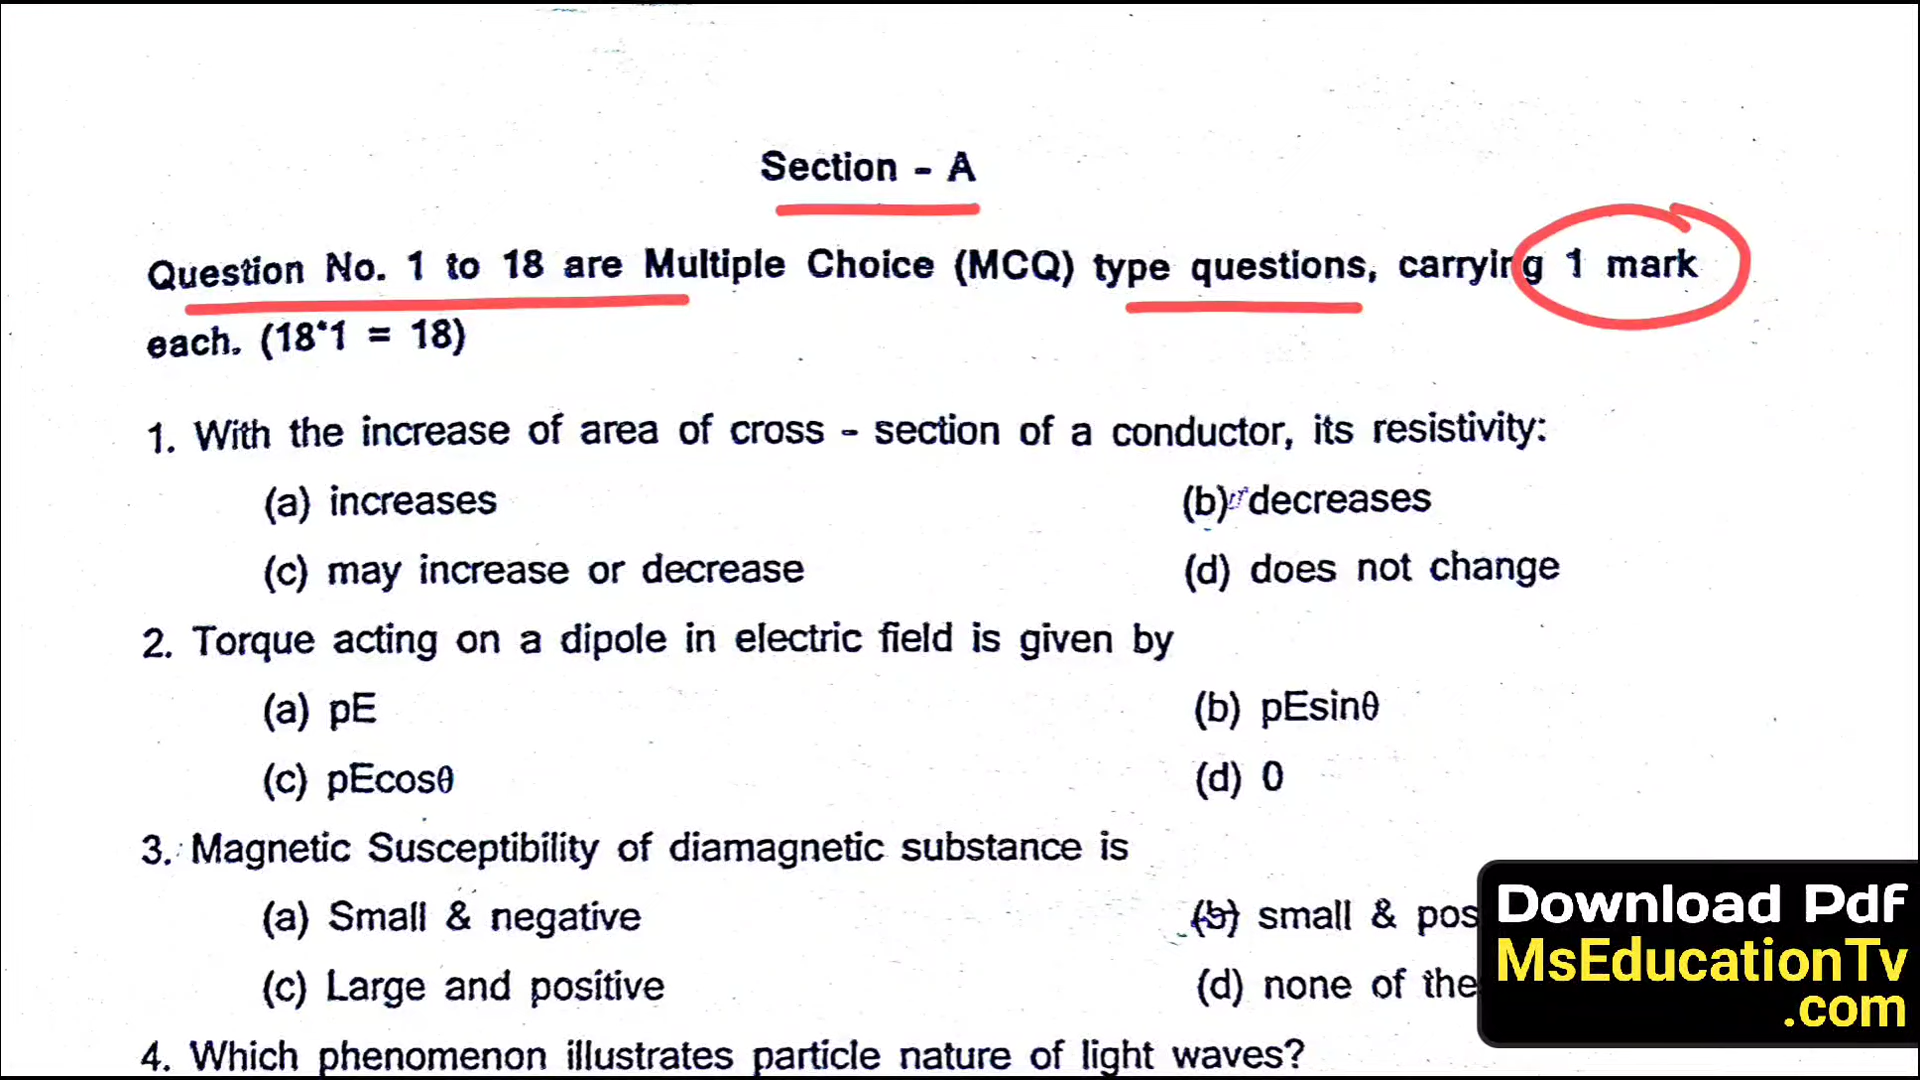 Section - A
Question No. 1 to 18 are Multiple Choice (MCQ) type questions, carrying 1 mark
each. (18*1 = 18)
1. With the increase of area of cross - section of a conductor, its resistivity:
(a) increases (b) decreases
(c) may increase or decrease (d) does not change
2. Torque acting on a dipole in electric field is given by
(a) pE (b) pEsinθ
(c) pEcosθ (d) 0
3. Magnetic Susceptibility of diamagnetic substance is
(a) Small & negative (b) small & pos
(c) Large and positive (d) none of the
4. Which phenomenon illustrates particle nature of light waves?
Download Pdf
MsEducationTv
.com